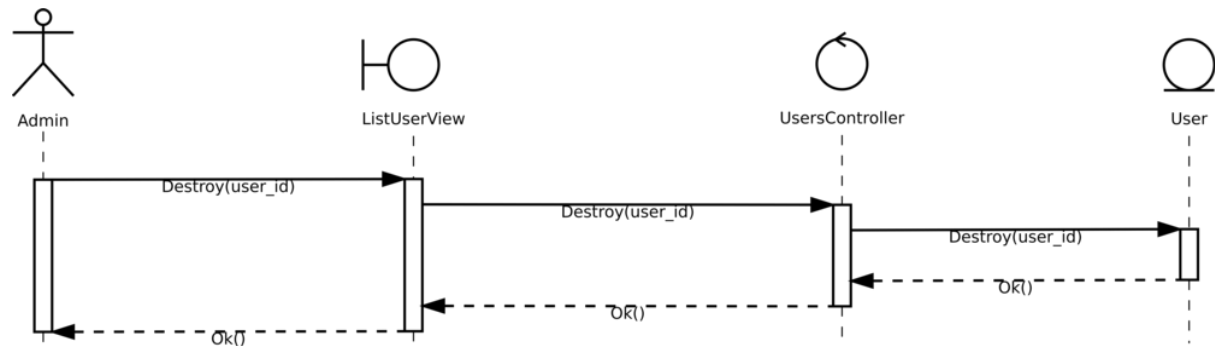 Admin
ListUserView
UsersController
User
Destroy(user_id)
Destroy(user_id)
Destroy(user_id)
Ok()
Ok()
Ok()